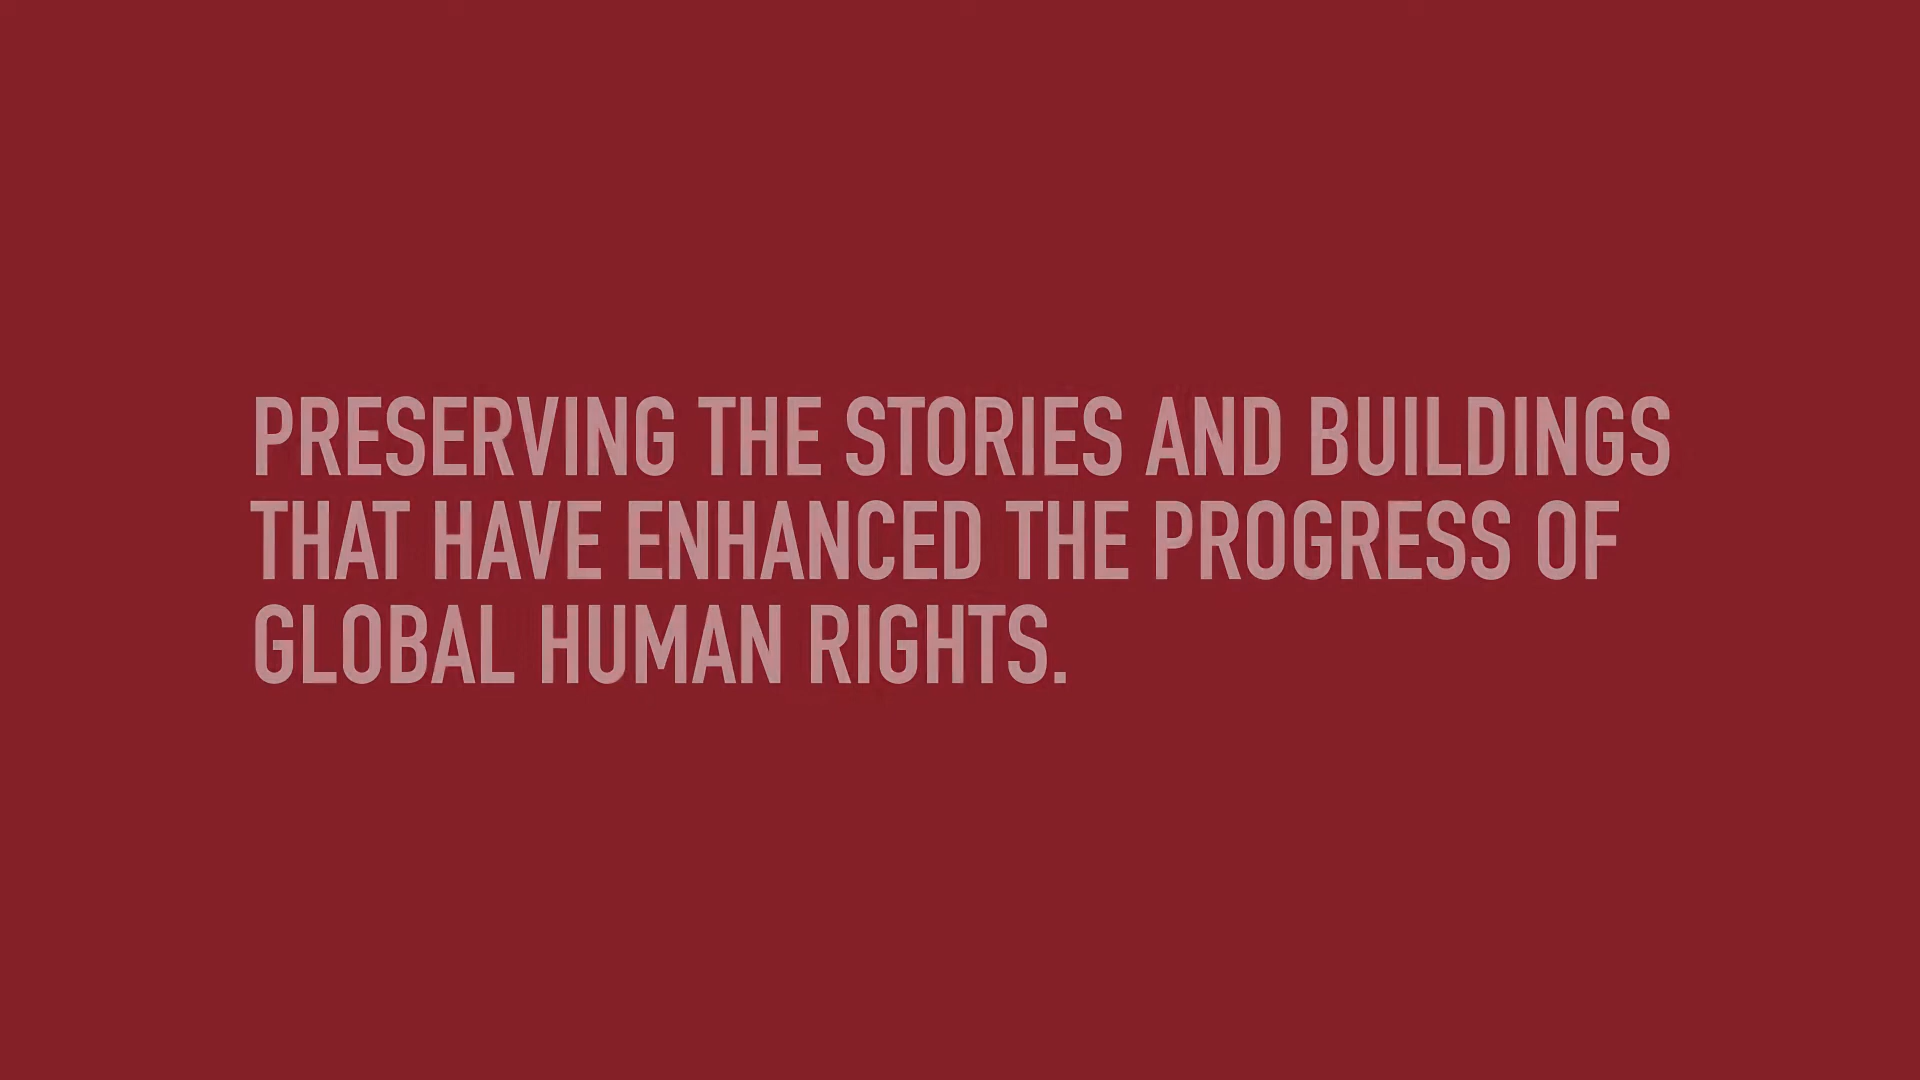 PRESERVING THE STORIES AND BUILDINGS
THAT HAVE ENHANCED THE PROGRESS OF
GLOBAL HUMAN RIGHTS.